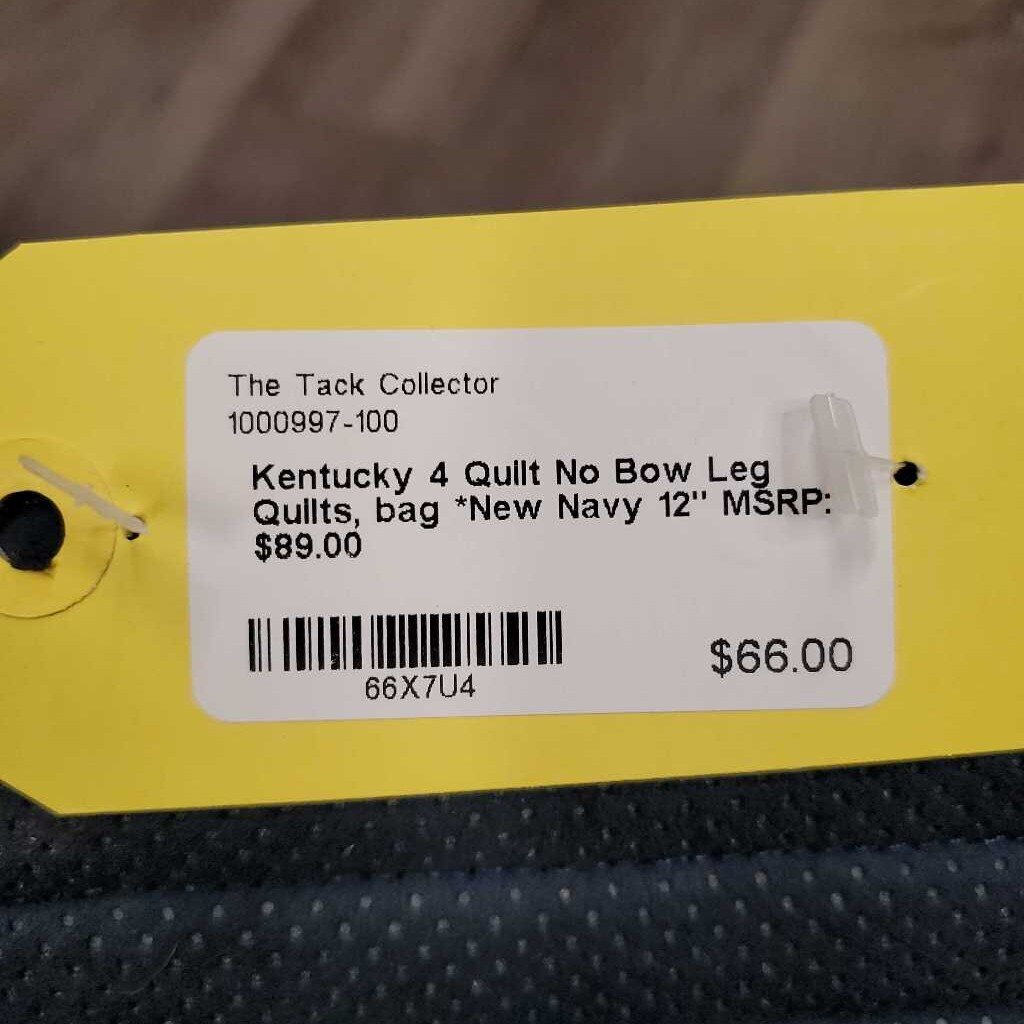 The Tack Collector
1000997-100
Kentucky 4 Quilt No Bow Leg
Quilts, bag *New Navy 12" MSRP:
$89.00
66X7U4
$66.00